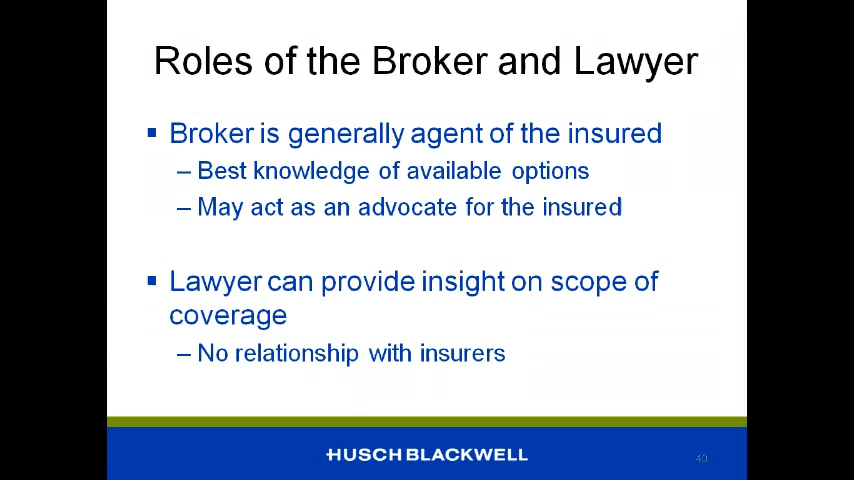 Roles of the Broker and Lawyer
▪ Broker is generally agent of the insured
– Best knowledge of available options
– May act as an advocate for the insured
▪ Lawyer can provide insight on scope of
coverage
– No relationship with insurers
HUSCH BLACKWELL
40